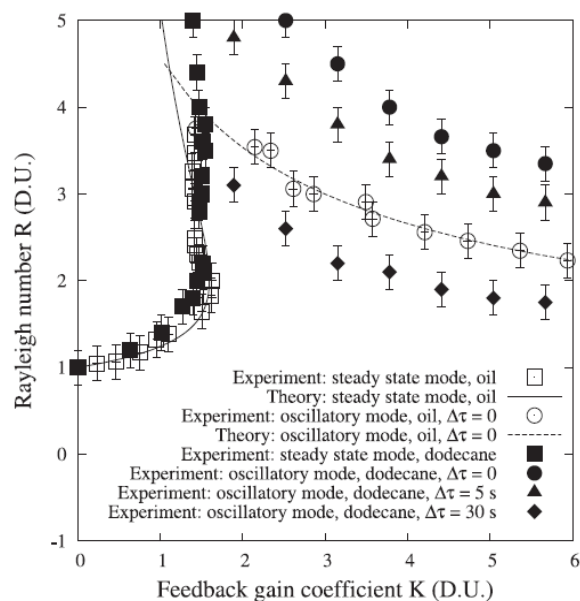 5
4
3
2
1
0
-1
Rayleigh number R (D.U.)
Experiment: steady state mode, oil
Theory: steady state mode, oil
Experiment: oscillatory mode, oil, Δτ = 0
Theory: oscillatory mode, oil, Δτ = 0
Experiment: steady state mode, dodecane
Experiment: oscillatory mode, dodecane, Δτ = 0
Experiment: oscillatory mode, dodecane, Δτ = 5 s
Experiment: oscillatory mode, dodecane, Δτ = 30 s
0 1 2 3 4 5 6
Feedback gain coefficient K (D.U.)